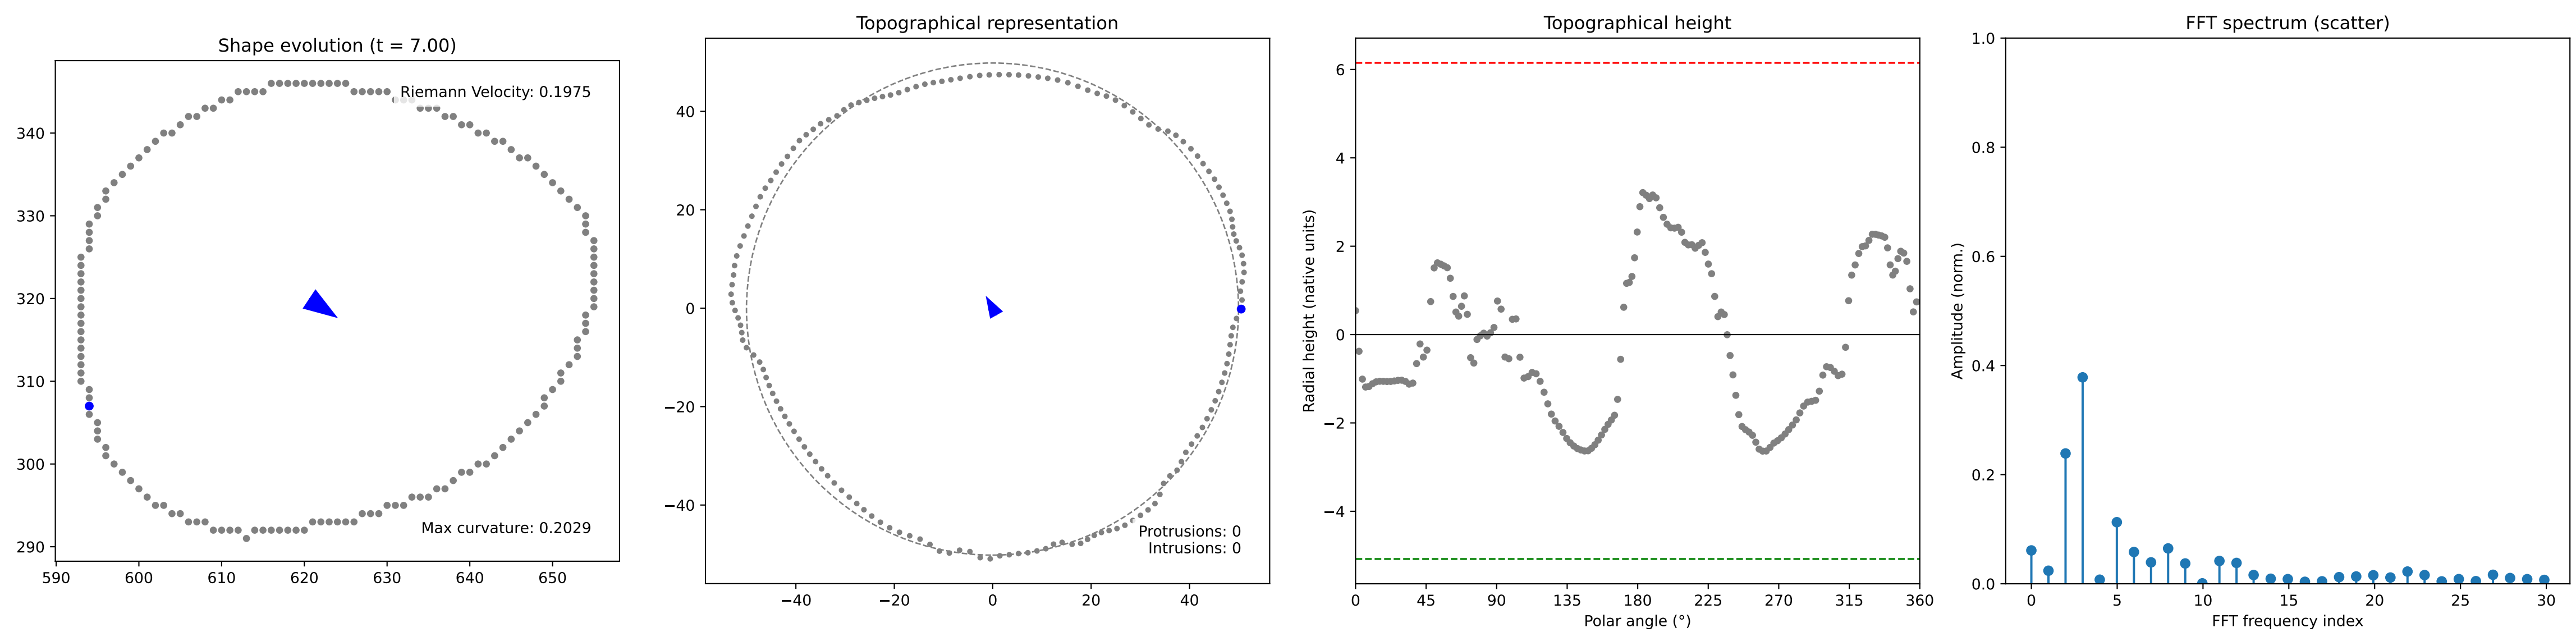 Shape evolution (t = 7.00)
Riemann Velocity: 0.1975
Max curvature: 0.2029
340
330
320
310
300
290
590 600 610 620 630 640 650
Topographical representation
40
20
0
−20
−40
−40 −20 0 20 40
Protrusions: 0
Intrusions: 0
Topographical height
Radial height (native units)
6
4
2
0
−2
−4
0 45 90 135 180 225 270 315 360
Polar angle (°)
FFT spectrum (scatter)
Amplitude (norm.)
1.0
0.8
0.6
0.4
0.2
0.0
0 5 10 15 20 25 30
FFT frequency index